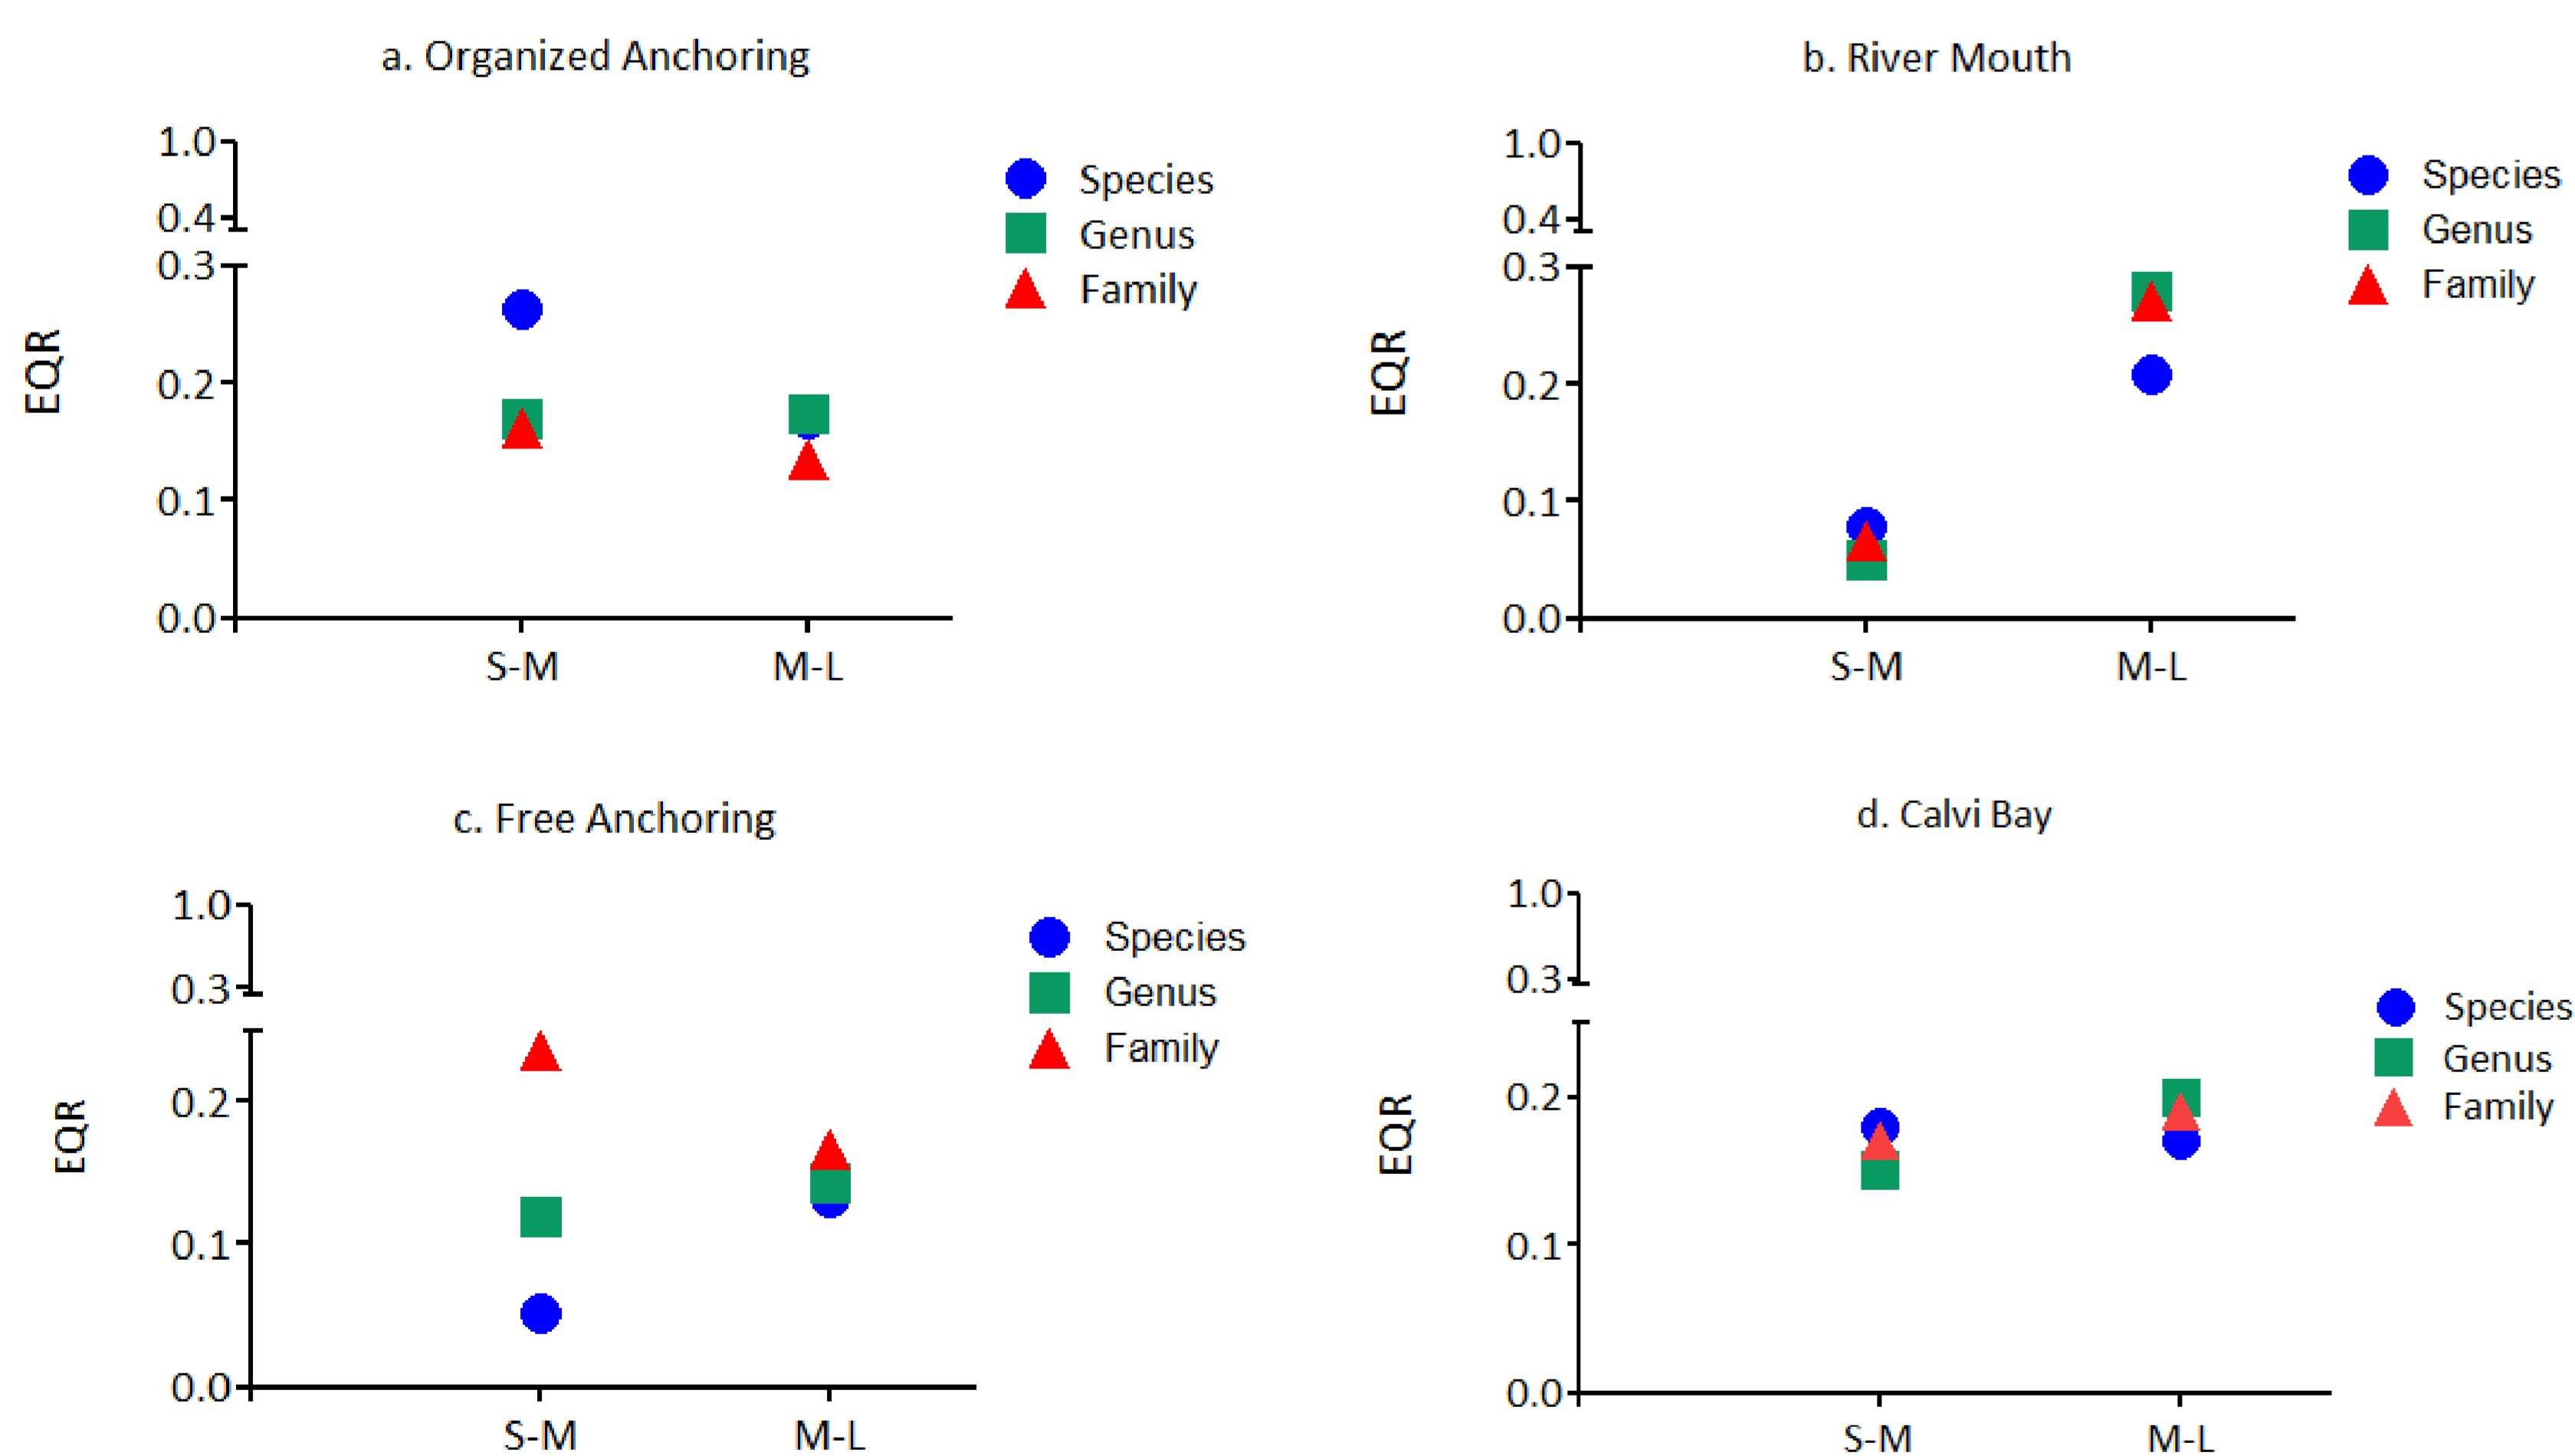 a. Organized Anchoring
1.0
0.4
0.3
0.2
0.1
0.0
EQR
S-M M-L
Species
Genus
Family
b. River Mouth
1.0
0.4
0.3
0.2
0.1
0.0
EQR
S-M M-L
Species
Genus
Family
c. Free Anchoring
1.0
0.3
0.2
0.1
0.0
EQR
S-M M-L
Species
Genus
Family
d. Calvi Bay
1.0
0.3
0.2
0.1
0.0
EQR
S-M M-L
Species
Genus
Family